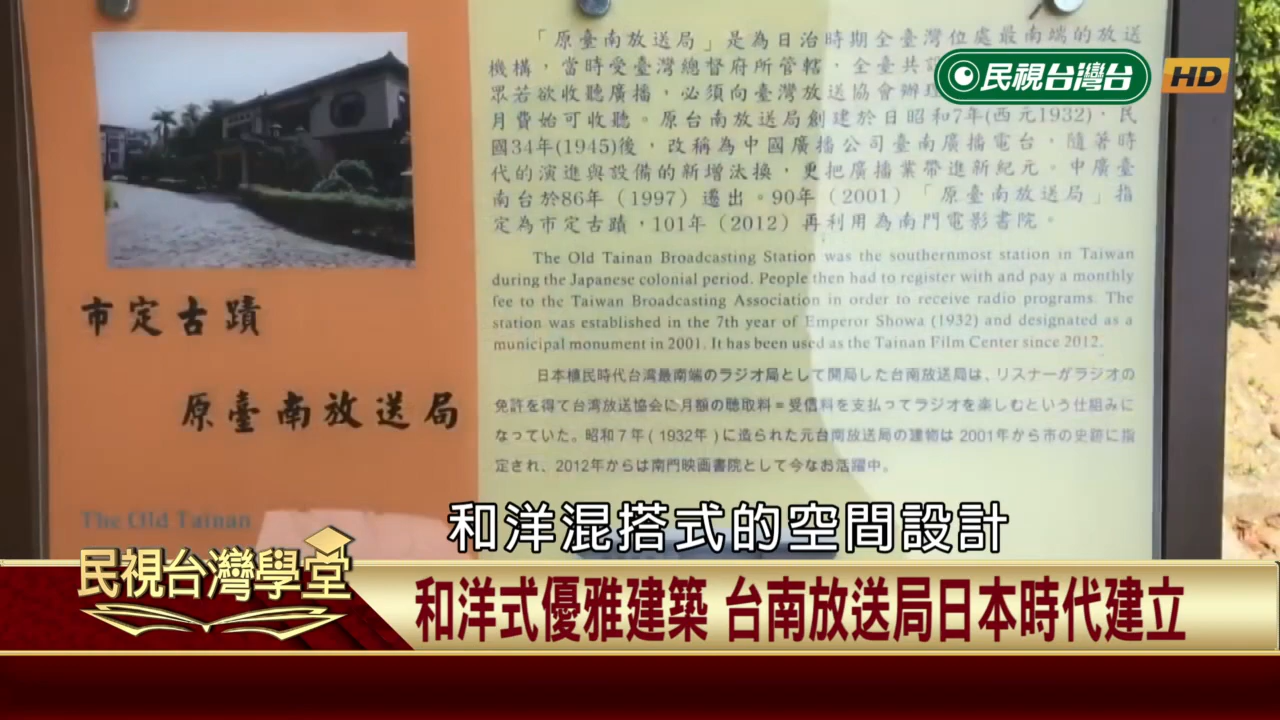 「原臺南放送局」是為日治時期全臺灣位處最南端的放送
機構，當時受臺灣總督府所管轄，全臺共設
眾若欲收聽廣播，必須向臺灣放送協會辦理
月費始可收聽。原台南放送局創建於日昭和7年(西元1932)，民
國34年(1945)後，改稱為中國廣播公司臺南廣播電台，隨著時
代的演進與設備的新增汰換，更把廣播業帶進新紀元。中廣臺
南台於86年（1997）遷出。90年（2001）「原臺南放送局」指
定為市定古蹟，101年（2012）再利用為南門電影書院。
The Old Tainan Broadcasting Station was the southernmost station in Taiwan
during the Japanese colonial period. People then had to register with and pay a monthly
fee to the Taiwan Broadcasting Association in order to receive radio programs. The
station was established in the 7th year of Emperor Showa (1932) and designated as a
municipal monument in 2001. It has been used as the Tainan Film Center since 2012.
日本植民時代台湾最南端のラジオ局として開局した台南放送局は、リスナーがラジオの
免許を得て台湾放送協会に月額の聴取料＝受信料を支払ってラジオを楽しむという仕組みに
なっていた。昭和７年(1932年)に造られた元台南放送局の建物は2001年から市の史跡に指
定され、2012年からは南門映画書院として今なお活躍中。
市定古蹟
原臺南放送局
The Old Tainan
民視台灣台 HD
和洋混搭式的空間設計
民視台灣學堂
和洋式優雅建築 台南放送局日本時代建立